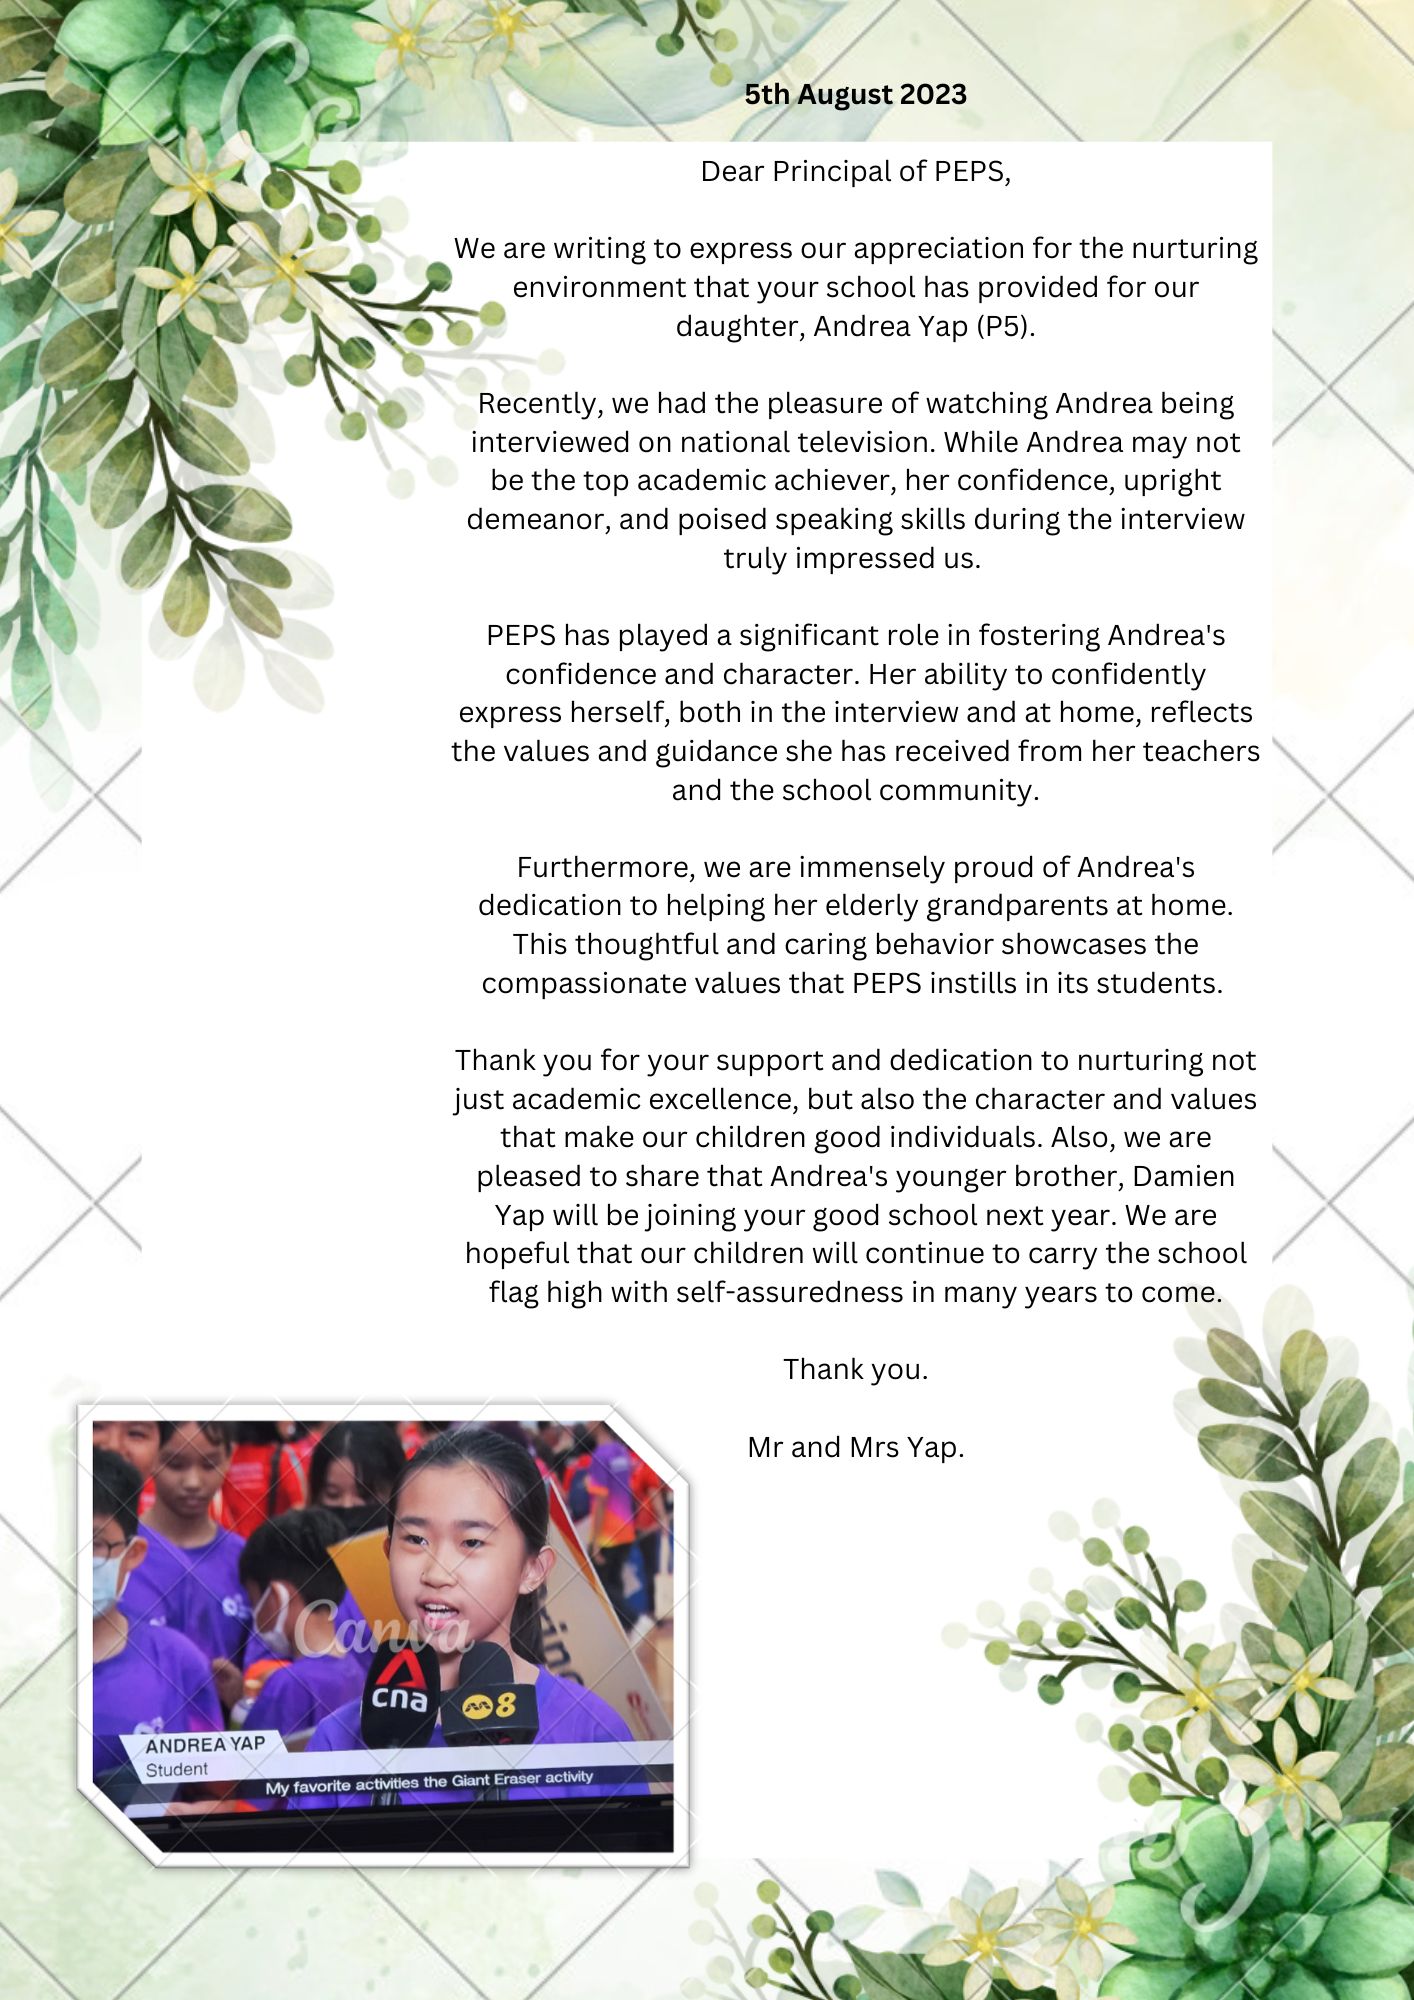 5th August 2023
Dear Principal of PEPS,
We are writing to express our appreciation for the nurturing
environment that your school has provided for our
daughter, Andrea Yap (P5).
Recently, we had the pleasure of watching Andrea being
interviewed on national television. While Andrea may not
be the top academic achiever, her confidence, upright
demeanor, and poised speaking skills during the interview
truly impressed us.
PEPS has played a significant role in fostering Andrea's
confidence and character. Her ability to confidently
express herself, both in the interview and at home, reflects
the values and guidance she has received from her teachers
and the school community.
Furthermore, we are immensely proud of Andrea's
dedication to helping her elderly grandparents at home.
This thoughtful and caring behavior showcases the
compassionate values that PEPS instills in its students.
Thank you for your support and dedication to nurturing not
just academic excellence, but also the character and values
that make our children good individuals. Also, we are
pleased to share that Andrea's younger brother, Damien
Yap will be joining your good school next year. We are
hopeful that our children will continue to carry the school
flag high with self-assuredness in many years to come.
Thank you.
Mr and Mrs Yap.
Canva
cna
8
ANDREA YAP
Student
My favorite activities the Giant Eraser activity